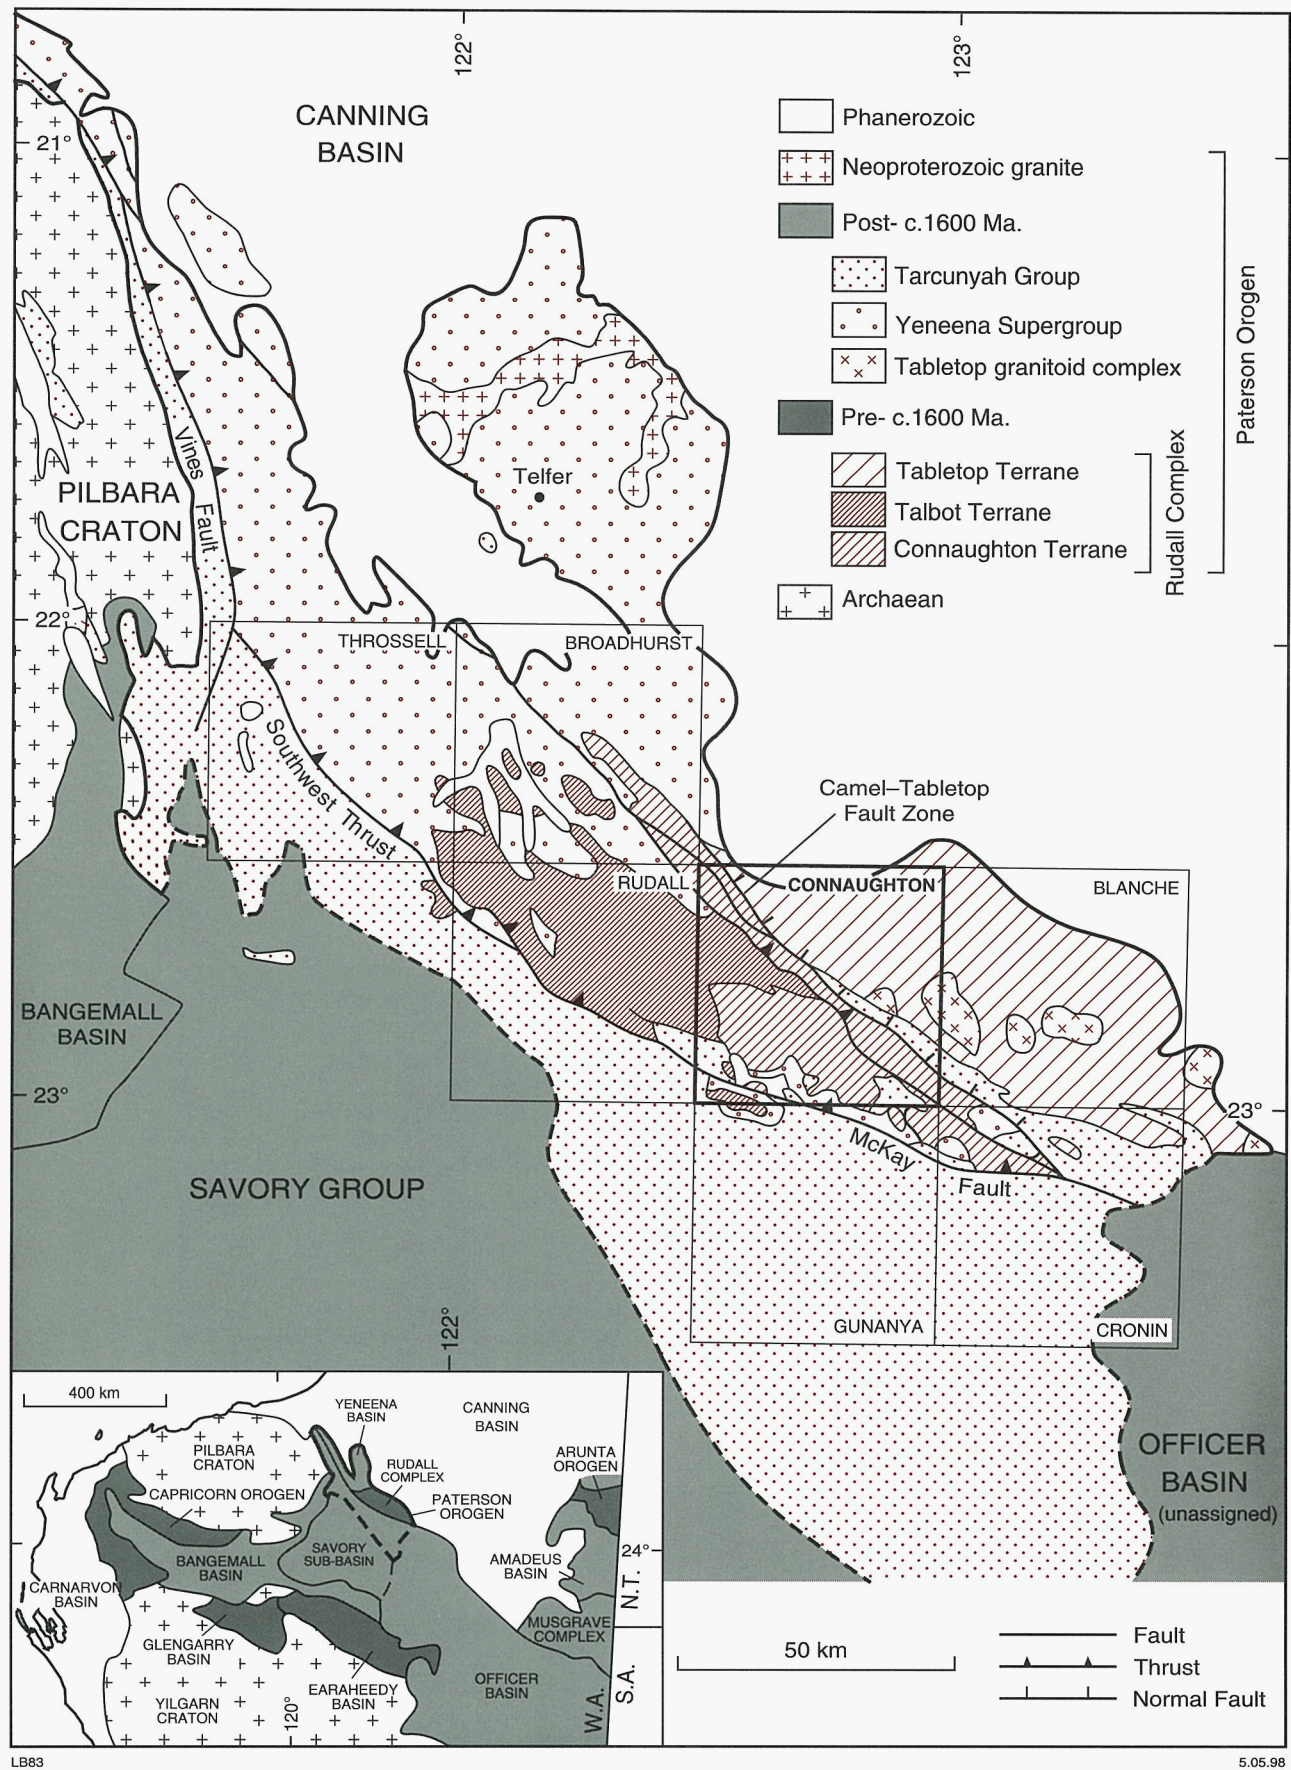 122°
123°
CANNING
BASIN
21°
Phanerozoic
Neoproterozoic granite
Post- c.1600 Ma.
Tarcunyah Group
Yeneena Supergroup
Tabletop granitoid complex
Pre- c.1600 Ma.
Tabletop Terrane
Talbot Terrane
Connaughton Terrane
Archaean
Rudall Complex
Paterson Orogen
Vines Fault
Telfer
PILBARA
CRATON
22°
THROSSELL
BROADHURST
Southwest Thrust
Camel–Tabletop
Fault Zone
RUDALL
CONNAUGHTON
BLANCHE
BANGEMALL
BASIN
23°
23°
McKay
Fault
SAVORY GROUP
122°
GUNANYA
CRONIN
OFFICER
BASIN
(unassigned)
400 km
YENEENA
BASIN
CANNING
BASIN
PILBARA
CRATON
RUDALL
COMPLEX
ARUNTA
OROGEN
CAPRICORN OROGEN
PATERSON
OROGEN
SAVORY
SUB-BASIN
24°
BANGEMALL
BASIN
AMADEUS
BASIN
CARNARVON
BASIN
N.T.
MUSGRAVE
COMPLEX
GLENGARRY
BASIN
EARAHEEDY
BASIN
OFFICER
BASIN
YILGARN
CRATON
120°
W.A.
S.A.
50 km
Fault
Thrust
Normal Fault
LB83
5.05.98